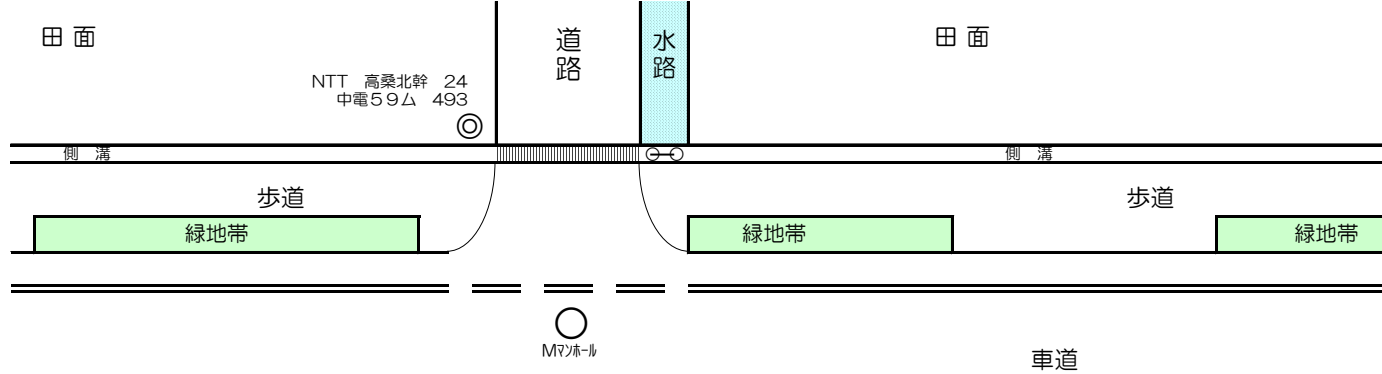 田 面
道路
水路
田 面
NTT　高桑北幹　24
中電５９ム　493
側　溝
側　溝
歩道
歩道
緑地帯
緑地帯
緑地帯
Mﾏﾝﾎｰﾙ
車道